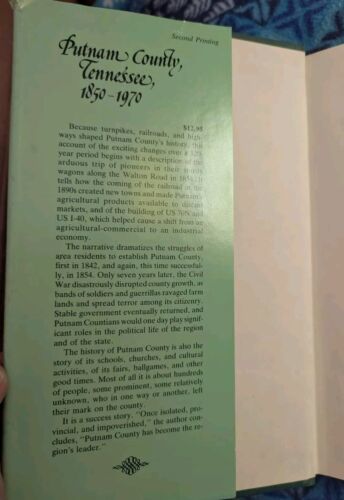 Second Printing
Putnam County,
Tennessee,
1850-1970
$12.95
Because turnpikes, railroads, and high-
ways shaped Putnam County's history, this
account of the exciting changes over a 120-
year period begins with a description of the
arduous trip of pioneers in their
wagons along the Walton Road in 1854. It
tells how the coming of the railroad in the
1890s created new towns and made Putnam's
agricultural products available to distant
markets, and of the building of US 70N and
US I-40, which helped cause a shift from an
agricultural-commercial to an industrial
economy.
The narrative dramatizes the struggles of
area residents to establish Putnam County,
first in 1842, and again, this time successful-
ly, in 1854. Only seven years later, the Civil
War disastrously disrupted county growth, as
bands of soldiers and guerrillas ravaged farm
lands and spread terror among its citizenry.
Stable government eventually returned, and
Putnam Countians would one day play signif-
icant roles in the political life of the region
and of the state.
The history of Putnam County is also the
story of its schools, churches, and cultural
activities, of its fairs, ballgames, and other
good times. Most of all it is about hundreds
of people, some prominent, some relatively
unknown, who in one way or another, left
their mark on the county.
It is a success story. "Once isolated, pro-
vincial, and impoverished," the author con-
cludes, "Putnam County has become the re-
gion's leader."